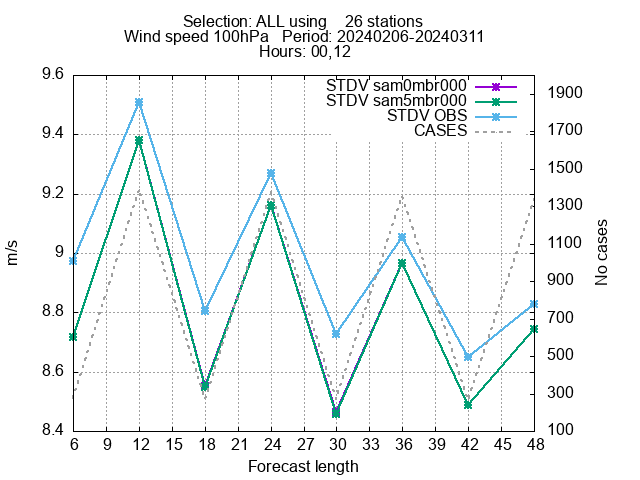 Selection: ALL using    26 stations
Wind speed 100hPa   Period: 20240206-20240311
Hours: 00,12
STDV sam0mbr000
STDV sam5mbr000
STDV OBS
CASES
9.6
9.4
9.2
9
8.8
8.6
8.4
m/s
1900
1700
1500
1300
1100
900
700
500
300
100
No cases
6 9 12 15 18 21 24 27 30 33 36 39 42 45 48
Forecast length